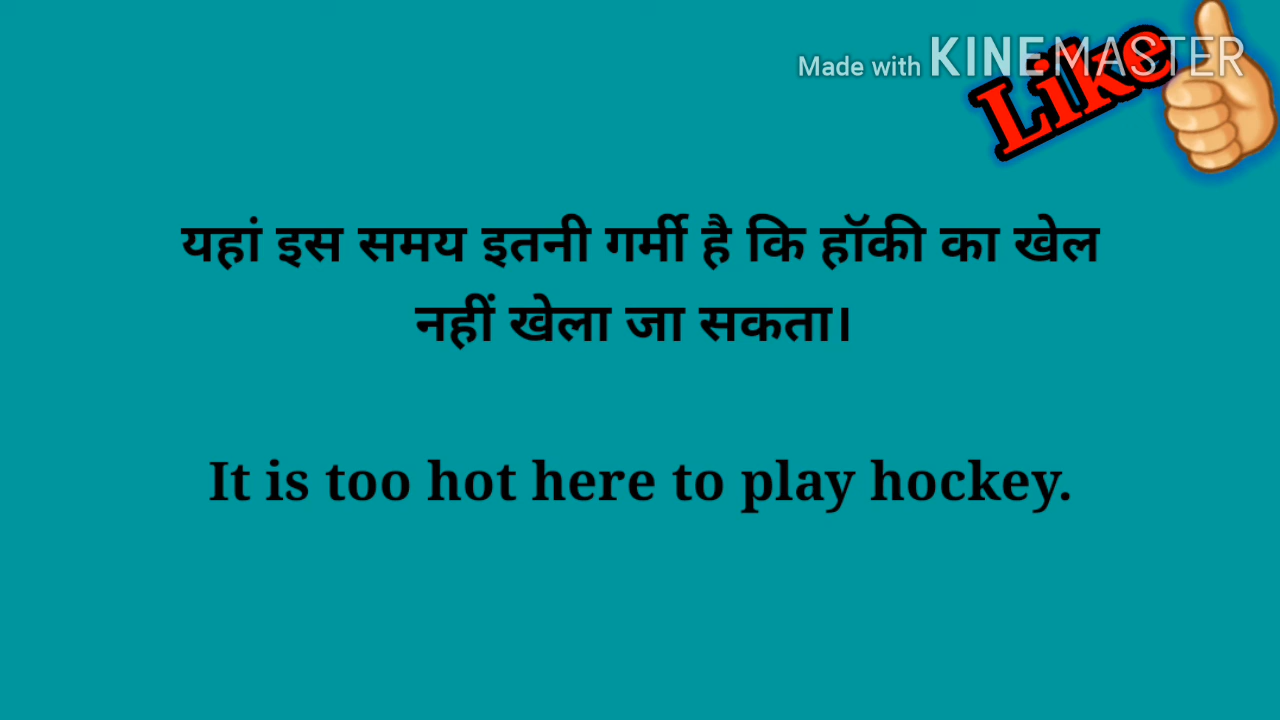 Made with KINEMASTER
Like
यहां इस समय इतनी गर्मी है कि हॉकी का खेल
नहीं खेला जा सकता।
It is too hot here to play hockey.